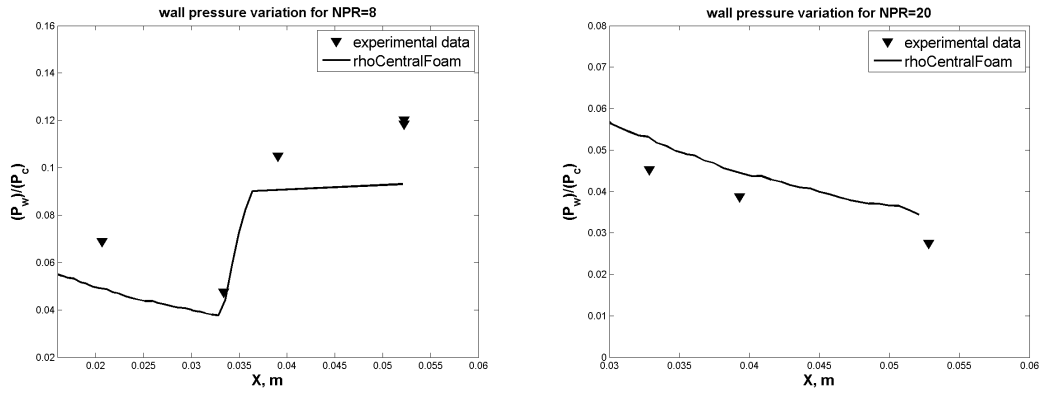 wall pressure variation for NPR=8
0.16
0.14
0.12
0.1
0.08
0.06
0.04
0.02
(Pw)/(Pc)
experimental data
rhoCentralFoam
0.02 0.025 0.03 0.035 0.04 0.045 0.05 0.055 0.06
X, m
wall pressure variation for NPR=20
0.08
0.07
0.06
0.05
0.04
0.03
0.02
0.01
0
(Pw)/(Pc)
experimental data
rhoCentralFoam
0.03 0.035 0.04 0.045 0.05 0.055 0.06
X, m